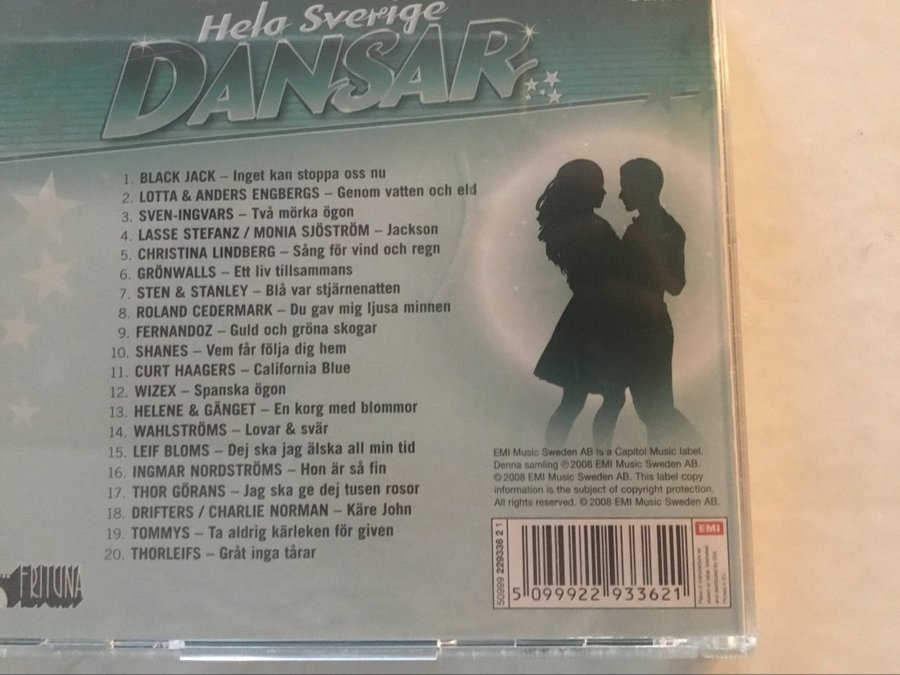 Hela Sverige
DANSAR
1. BLACK JACK – Inget kan stoppa oss nu
2. LOTTA & ANDERS ENGBERGS – Genom vatten och eld
3. SVEN-INGVARS – Två mörka ögon
4. LASSE STEFANZ / MONIA SJÖSTRÖM – Jackson
5. CHRISTINA LINDBERG – Sång för vind och regn
6. GRÖNWALLS – Ett liv tillsammans
7. STEN & STANLEY – Blå var stjärnenatten
8. ROLAND CEDERMARK – Du gav mig ljusa minnen
9. FERNANDOZ – Guld och gröna skogar
10. SHANES – Vem får följa dig hem
11. CURT HAAGERS – California Blue
12. WIZEX – Spanska ögon
13. HELENE & GÄNGET – En korg med blommor
14. WAHLSTRÖMS – Lovar & svär
15. LEIF BLOMS – Dej ska jag älska all min tid
16. INGMAR NORDSTRÖMS – Hon är så fin
17. THOR GÖRANS – Jag ska ge dej tusen rosor
18. DRIFTERS / CHARLIE NORMAN – Käre John
19. TOMMYS – Ta aldrig kärleken för given
20. THORLEIFS – Gråt inga tårar
EMI Music Sweden AB is a Capitol Music label.
Denna samling ℗ 2008 EMI Music Sweden AB.
© 2008 EMI Music Sweden AB. This label copy
information is the subject of copyright protection.
All rights reserved. © 2008 EMI Music Sweden AB.
50999 229336 2 1
5 099922 933621
EMI
FRITUNA